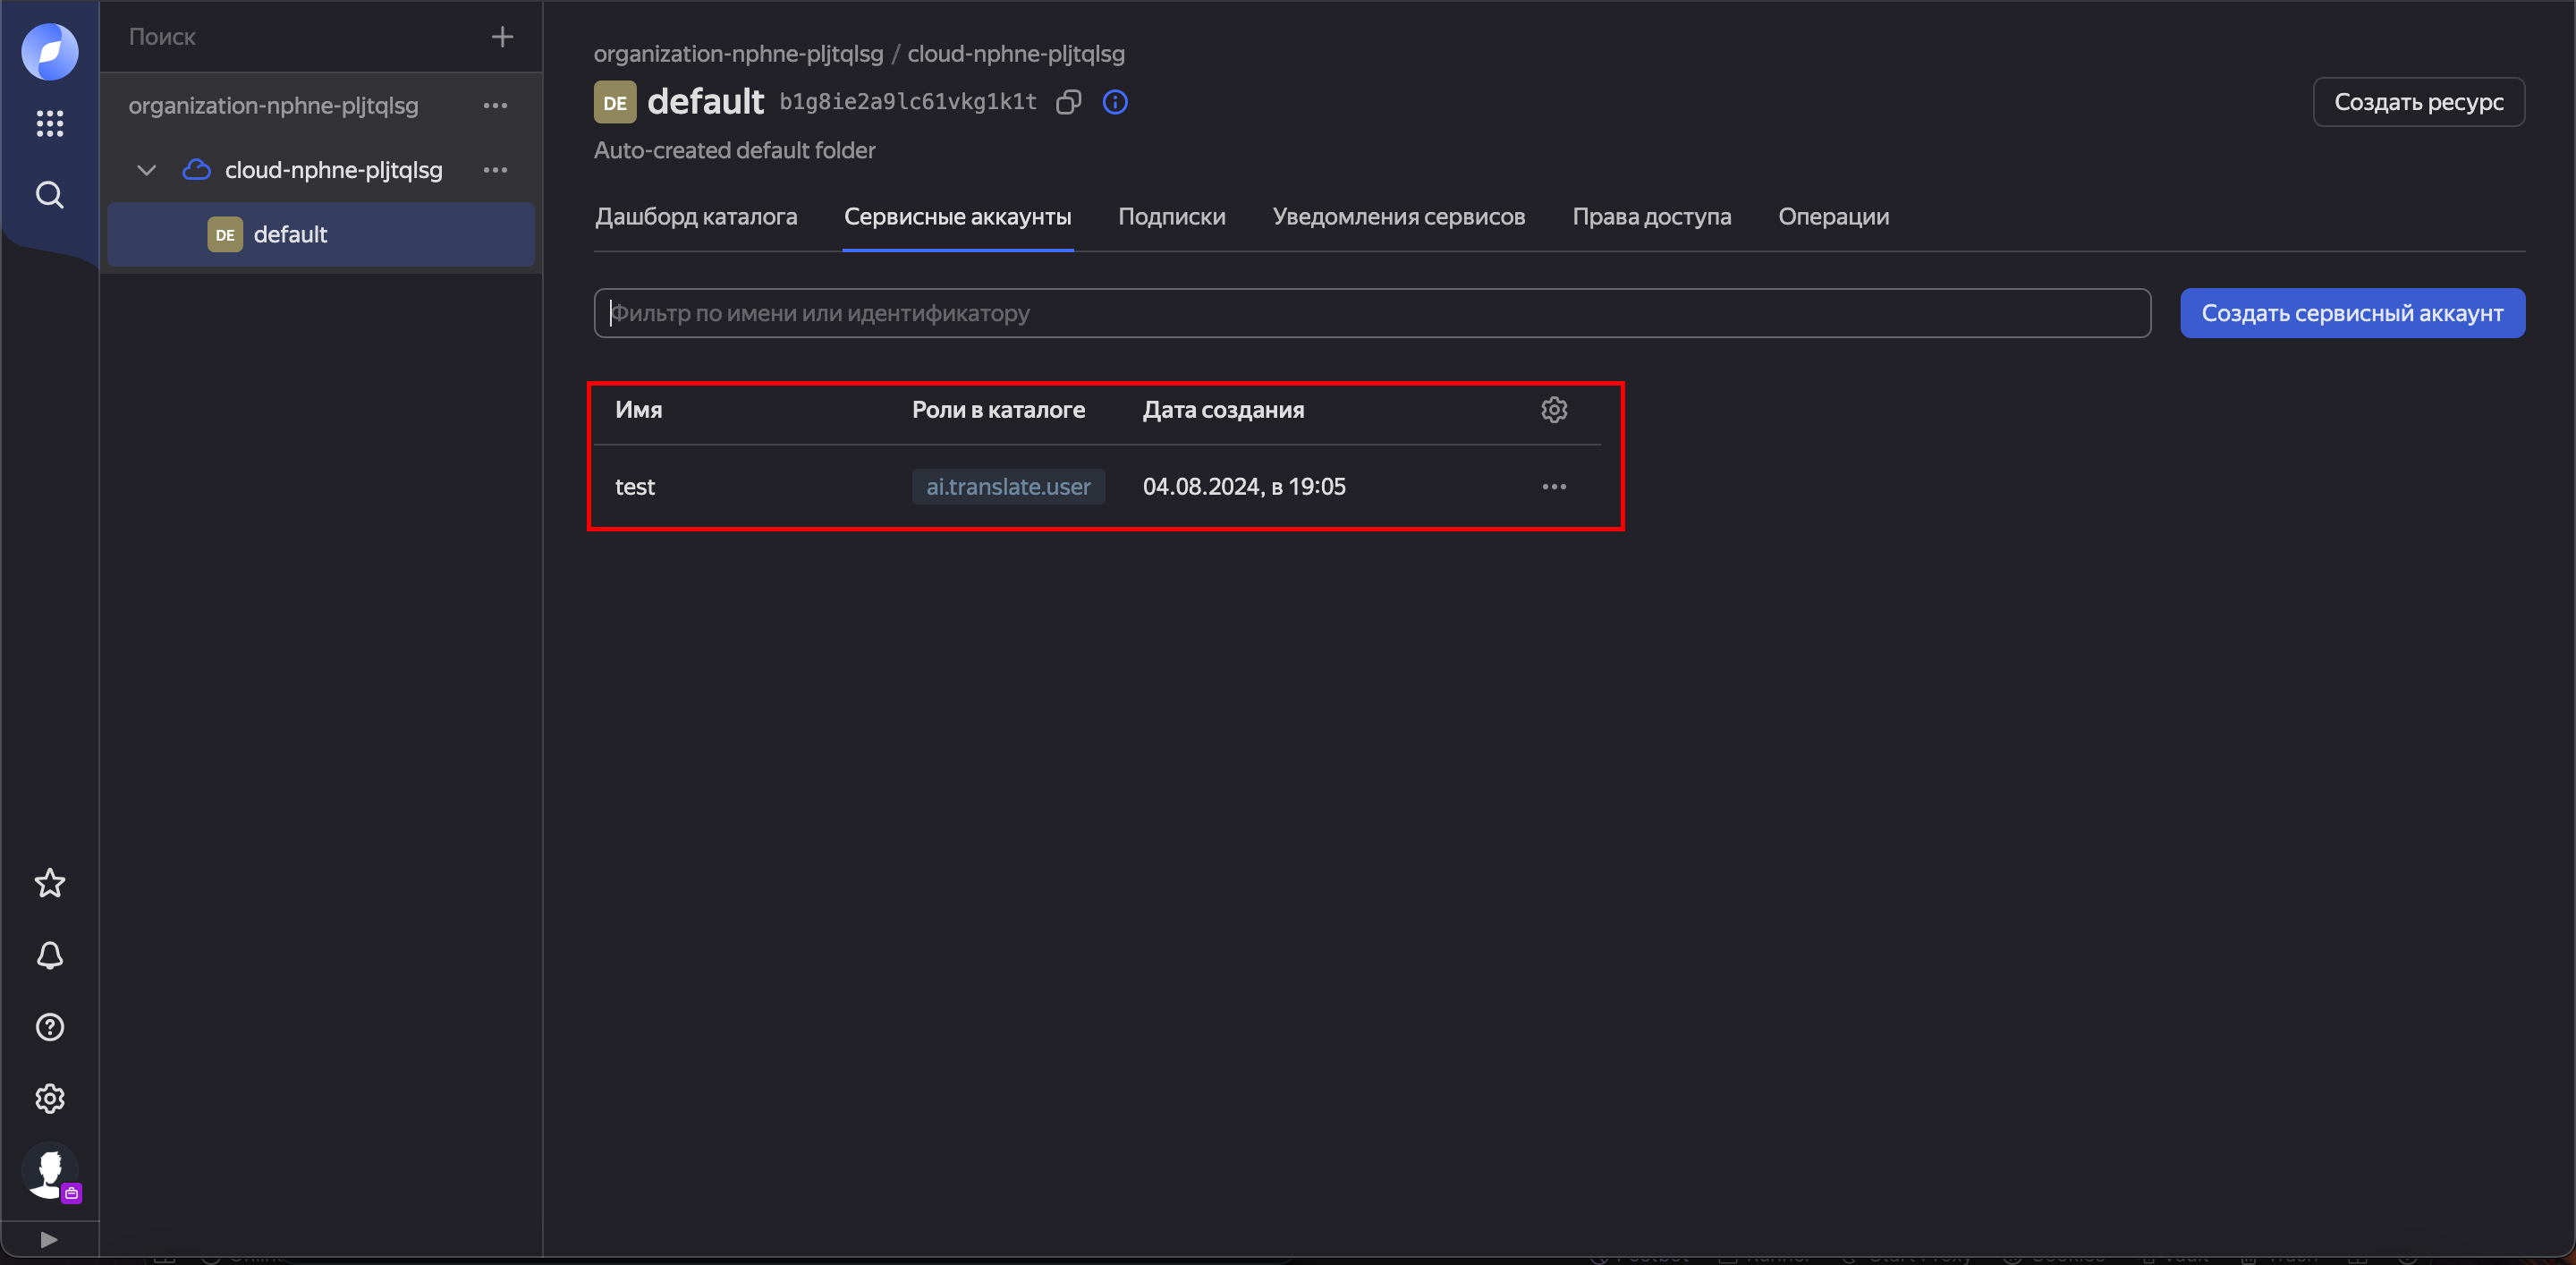 Поиск
organization-nphne-pljtqlsg
cloud-nphne-pljtqlsg
DE default
organization-nphne-pljtqlsg / cloud-nphne-pljtqlsg
DE default b1g8ie2a9lc61vkg1k1t
Создать ресурс
Auto-created default folder
Дашборд каталога Сервисные аккаунты Подписки Уведомления сервисов Права доступа Операции
Фильтр по имени или идентификатору
Создать сервисный аккаунт
Имя Роли в каталоге Дата создания
test ai.translate.user 04.08.2024, в 19:05